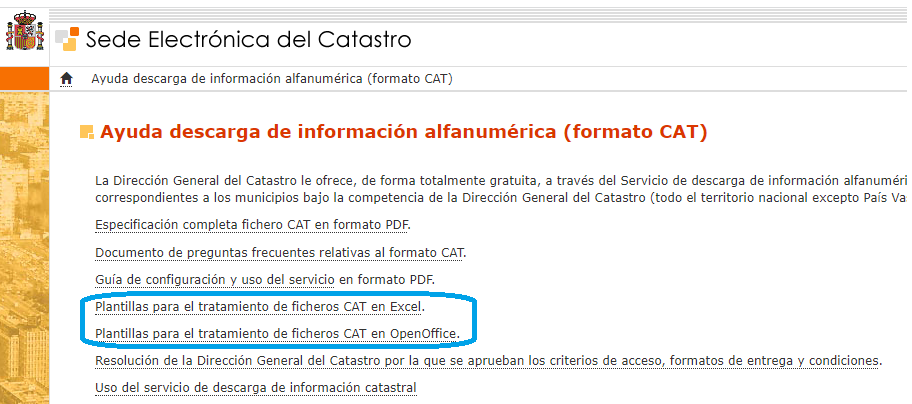 Sede Electrónica del Catastro
Ayuda descarga de información alfanumérica (formato CAT)
Ayuda descarga de información alfanumérica (formato CAT)
La Dirección General del Catastro le ofrece, de forma totalmente gratuita, a través del Servicio de descarga de información alfanuméri
correspondientes a los municipios bajo la competencia de la Dirección General del Catastro (todo el territorio nacional excepto País Va
Especificación completa fichero CAT en formato PDF.
Documento de preguntas frecuentes relativas al formato CAT.
Guía de configuración y uso del servicio en formato PDF.
Plantillas para el tratamiento de ficheros CAT en Excel.
Plantillas para el tratamiento de ficheros CAT en OpenOffice.
Resolución de la Dirección General del Catastro por la que se aprueban los criterios de acceso, formatos de entrega y condiciones.
Uso del servicio de descarga de información catastral